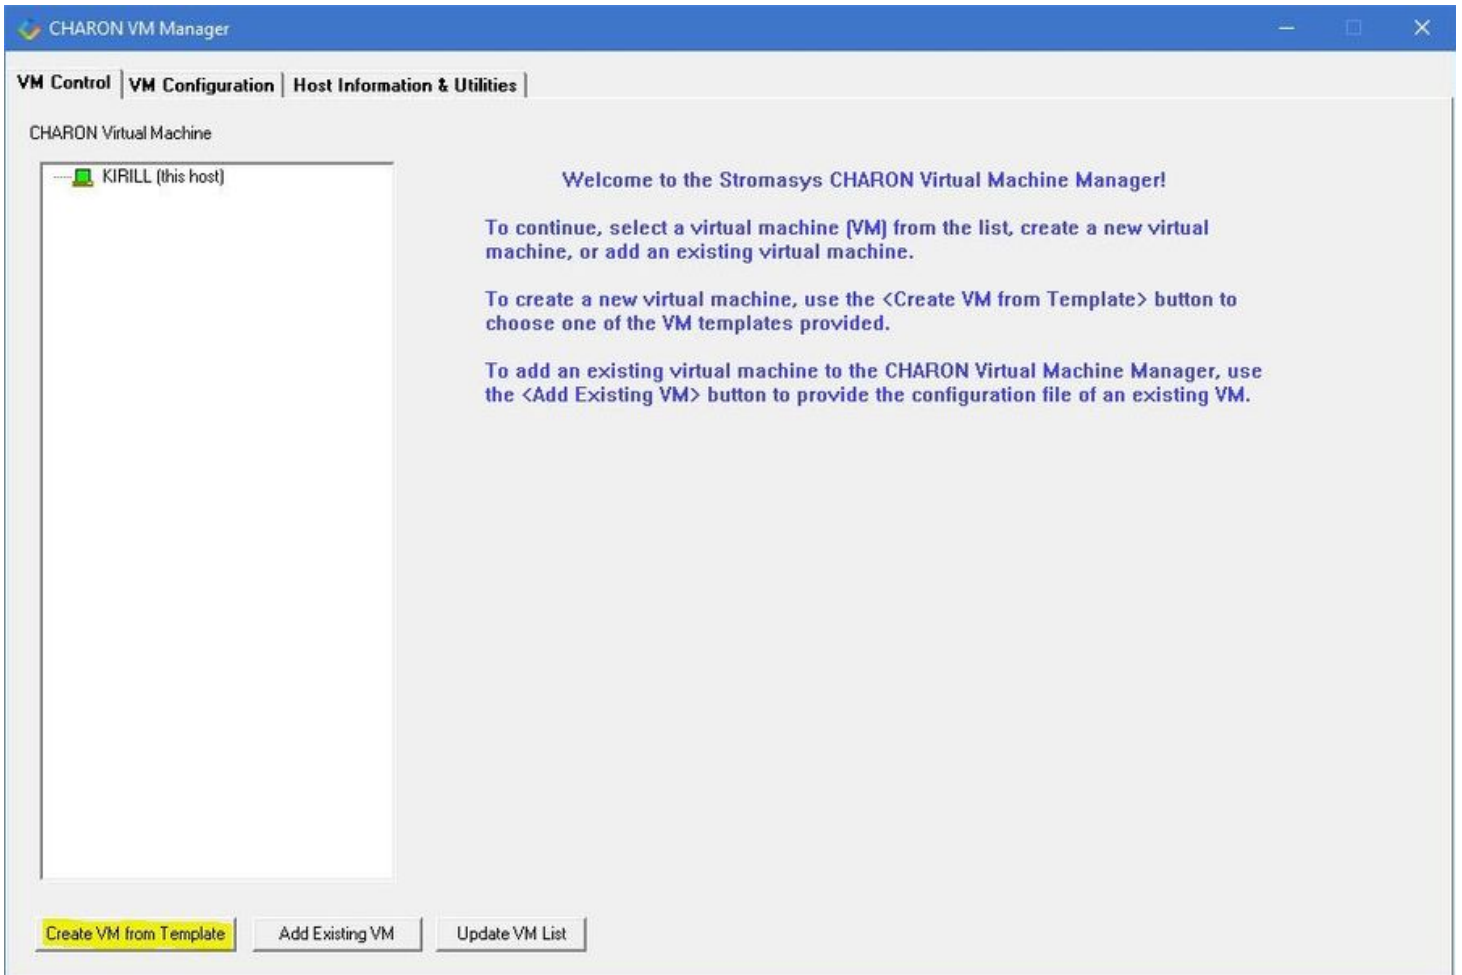 CHARON VM Manager
VM Control
VM Configuration
Host Information & Utilities
CHARON Virtual Machine
KIRILL (this host)
Welcome to the Stromasys CHARON Virtual Machine Manager!
To continue, select a virtual machine (VM) from the list, create a new virtual
machine, or add an existing virtual machine.
To create a new virtual machine, use the <Create VM from Template> button to
choose one of the VM templates provided.
To add an existing virtual machine to the CHARON Virtual Machine Manager, use
the <Add Existing VM> button to provide the configuration file of an existing VM.
Create VM from Template
Add Existing VM
Update VM List